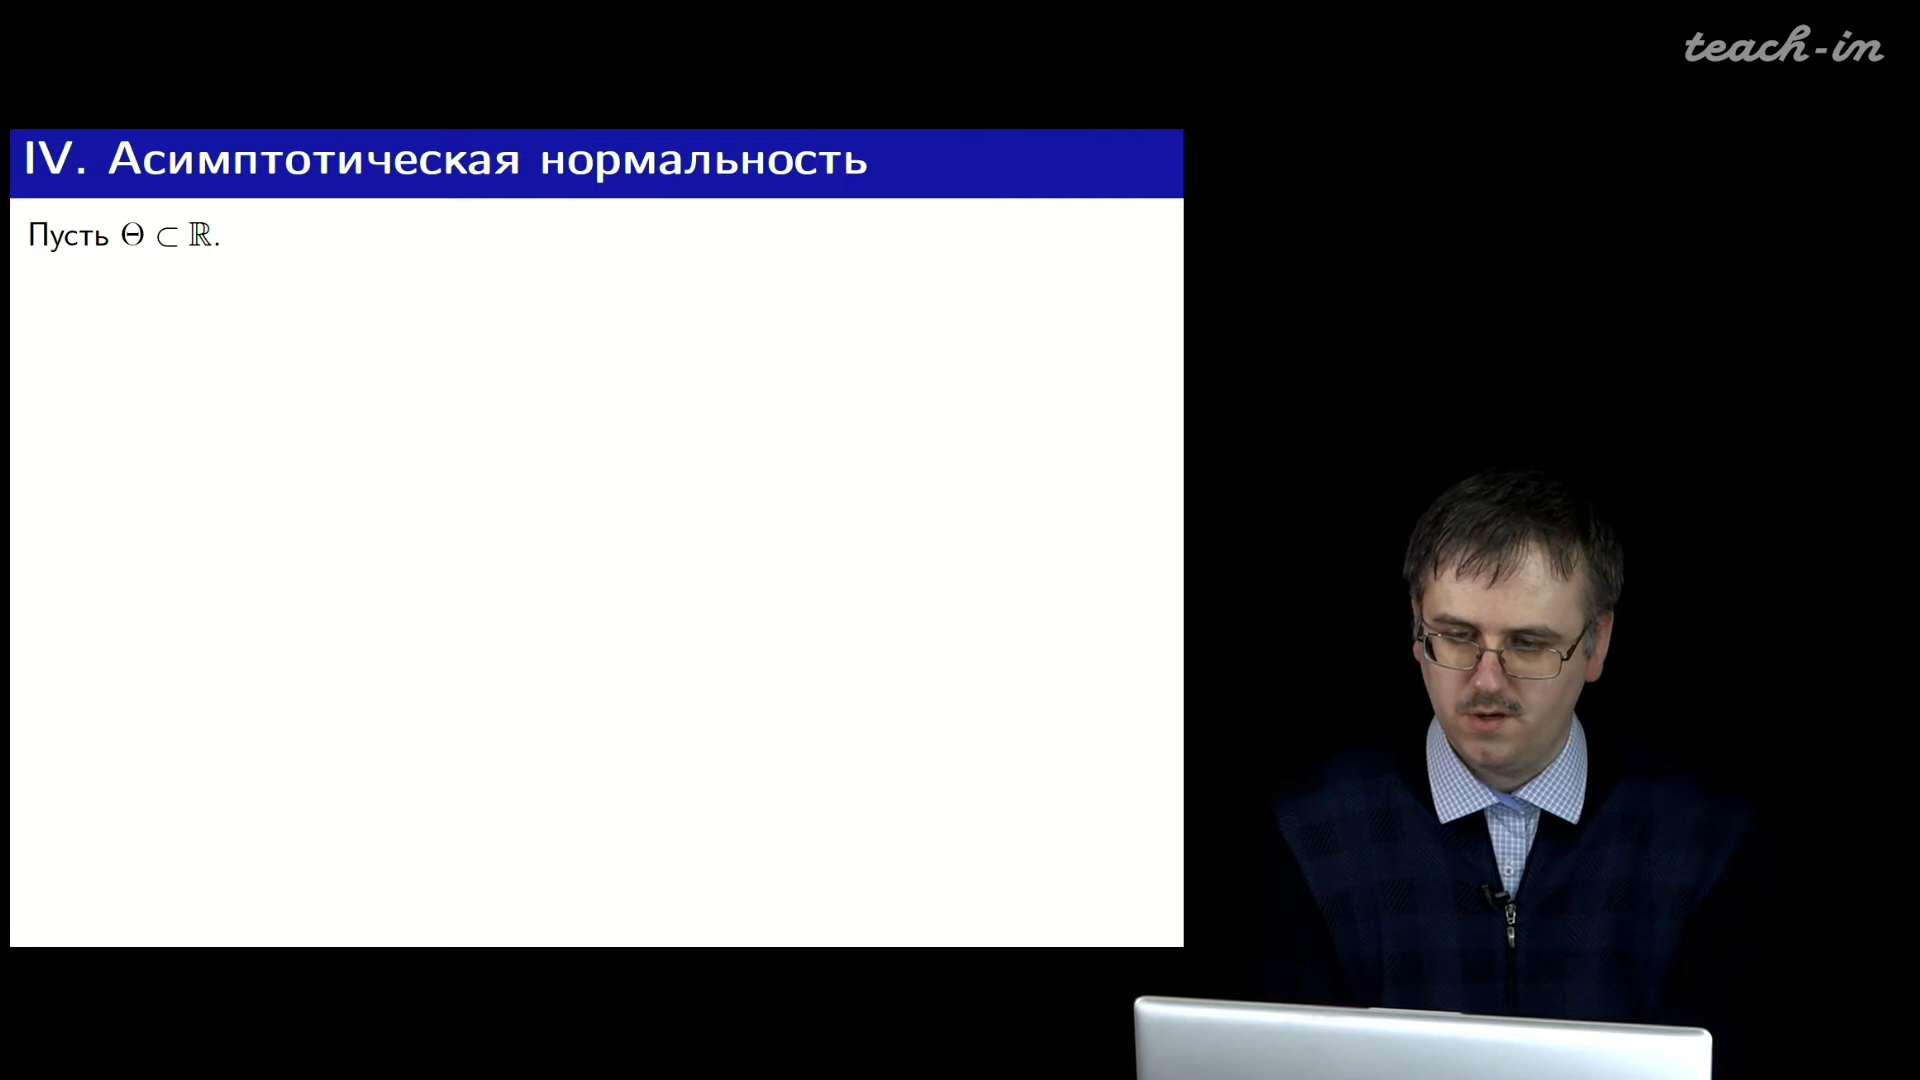 teach-in
IV. Асимптотическая нормальность
Пусть Θ ⊂ ℝ.